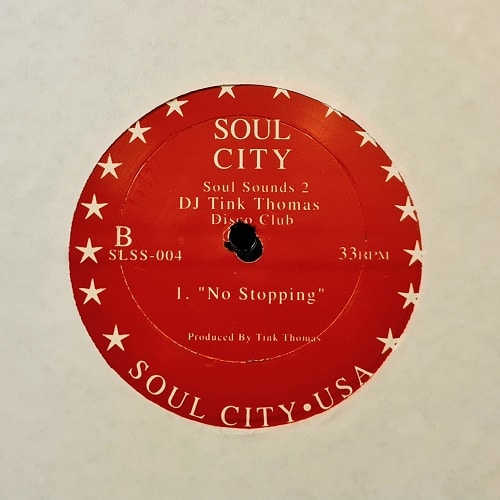 SOUL
CITY
Soul Sounds 2
DJ Tink Thomas
Disco Club
B
SLSS-004
33RPM
1. "No Stopping"
Produced By Tink Thomas
SOUL CITY • USA